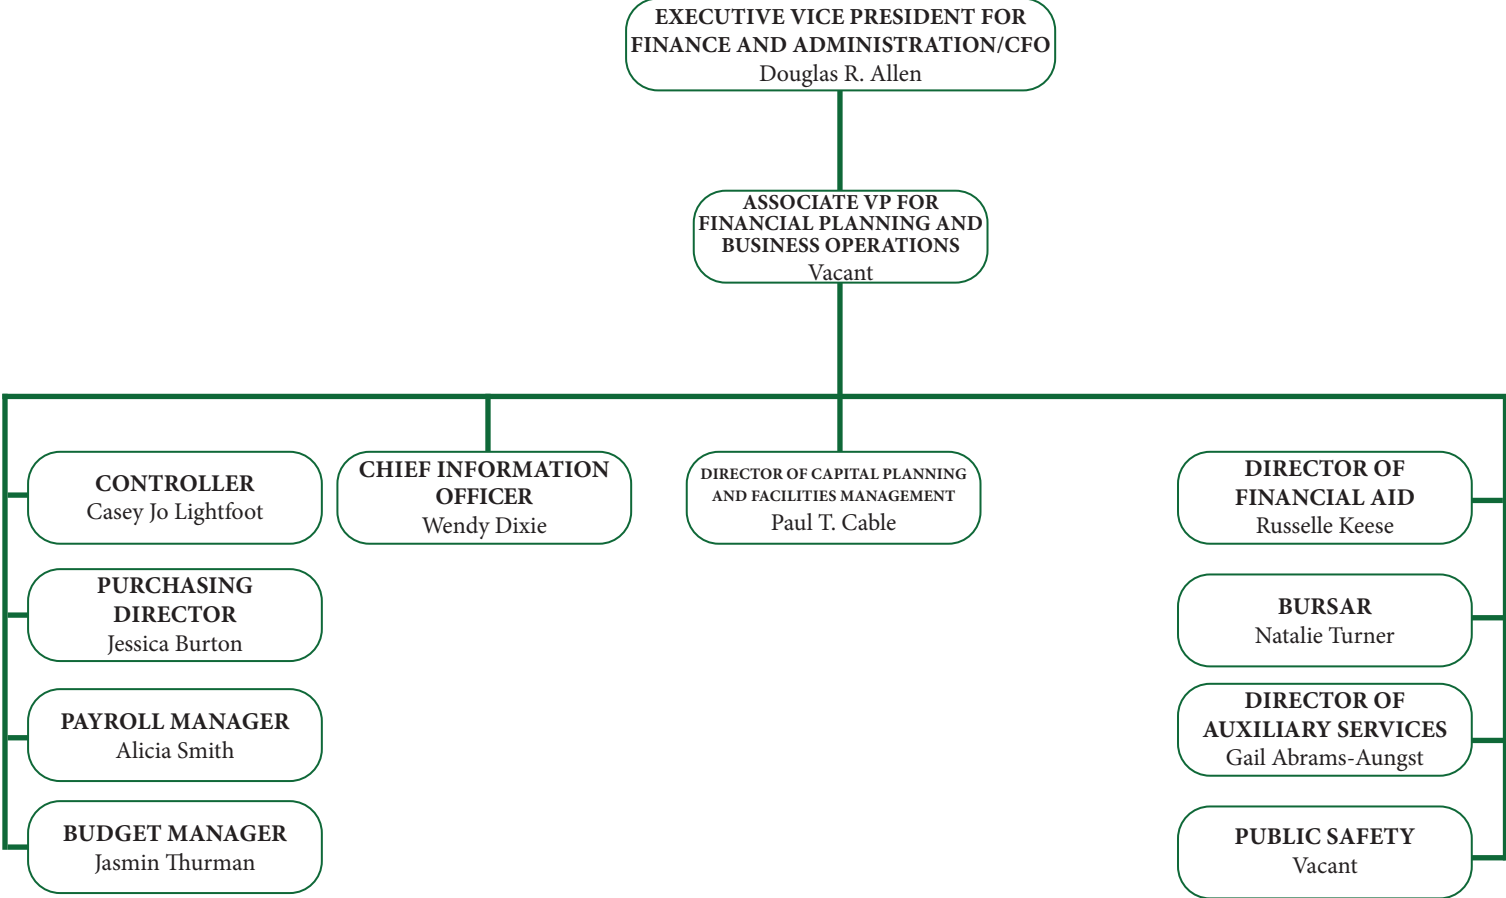 EXECUTIVE VICE PRESIDENT FOR
FINANCE AND ADMINISTRATION/CFO
Douglas R. Allen
ASSOCIATE VP FOR
FINANCIAL PLANNING AND
BUSINESS OPERATIONS
Vacant
CONTROLLER
Casey Jo Lightfoot
CHIEF INFORMATION
OFFICER
Wendy Dixie
DIRECTOR OF CAPITAL PLANNING
AND FACILITIES MANAGEMENT
Paul T. Cable
DIRECTOR OF
FINANCIAL AID
Russelle Keese
PURCHASING
DIRECTOR
Jessica Burton
BURSAR
Natalie Turner
PAYROLL MANAGER
Alicia Smith
DIRECTOR OF
AUXILIARY SERVICES
Gail Abrams-Aungst
BUDGET MANAGER
Jasmin Thurman
PUBLIC SAFETY
Vacant